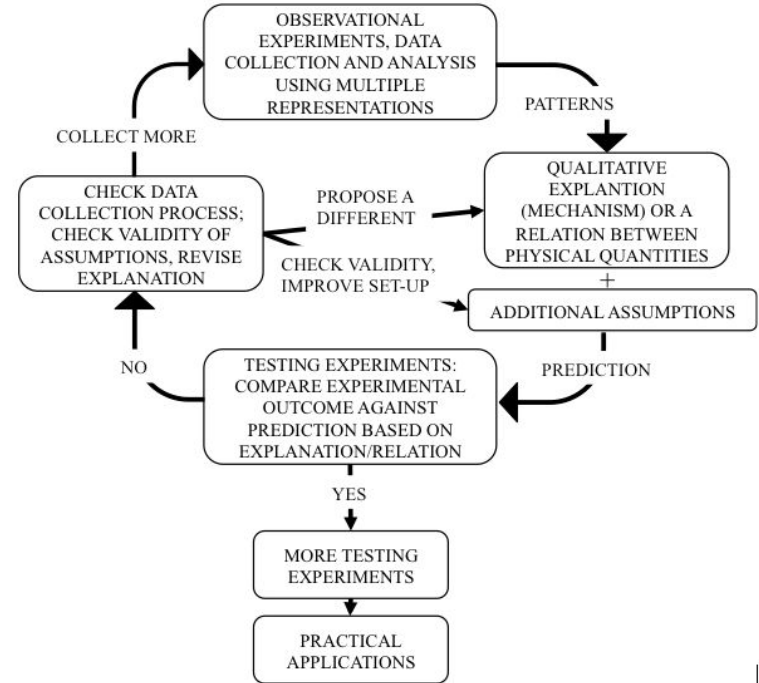 OBSERVATIONAL
EXPERIMENTS, DATA
COLLECTION AND ANALYSIS
USING MULTIPLE
REPRESENTATIONS
PATTERNS
COLLECT MORE
QUALITATIVE
EXPLANTION
(MECHANISM) OR A
RELATION BETWEEN
PHYSICAL QUANTITIES
+
ADDITIONAL ASSUMPTIONS
CHECK DATA
COLLECTION PROCESS;
CHECK VALIDITY OF
ASSUMPTIONS, REVISE
EXPLANATION
PROPOSE A
DIFFERENT
CHECK VALIDITY,
IMPROVE SET-UP
PREDICTION
NO
TESTING EXPERIMENTS:
COMPARE EXPERIMENTAL
OUTCOME AGAINST
PREDICTION BASED ON
EXPLANATION/RELATION
YES
MORE TESTING
EXPERIMENTS
PRACTICAL
APPLICATIONS